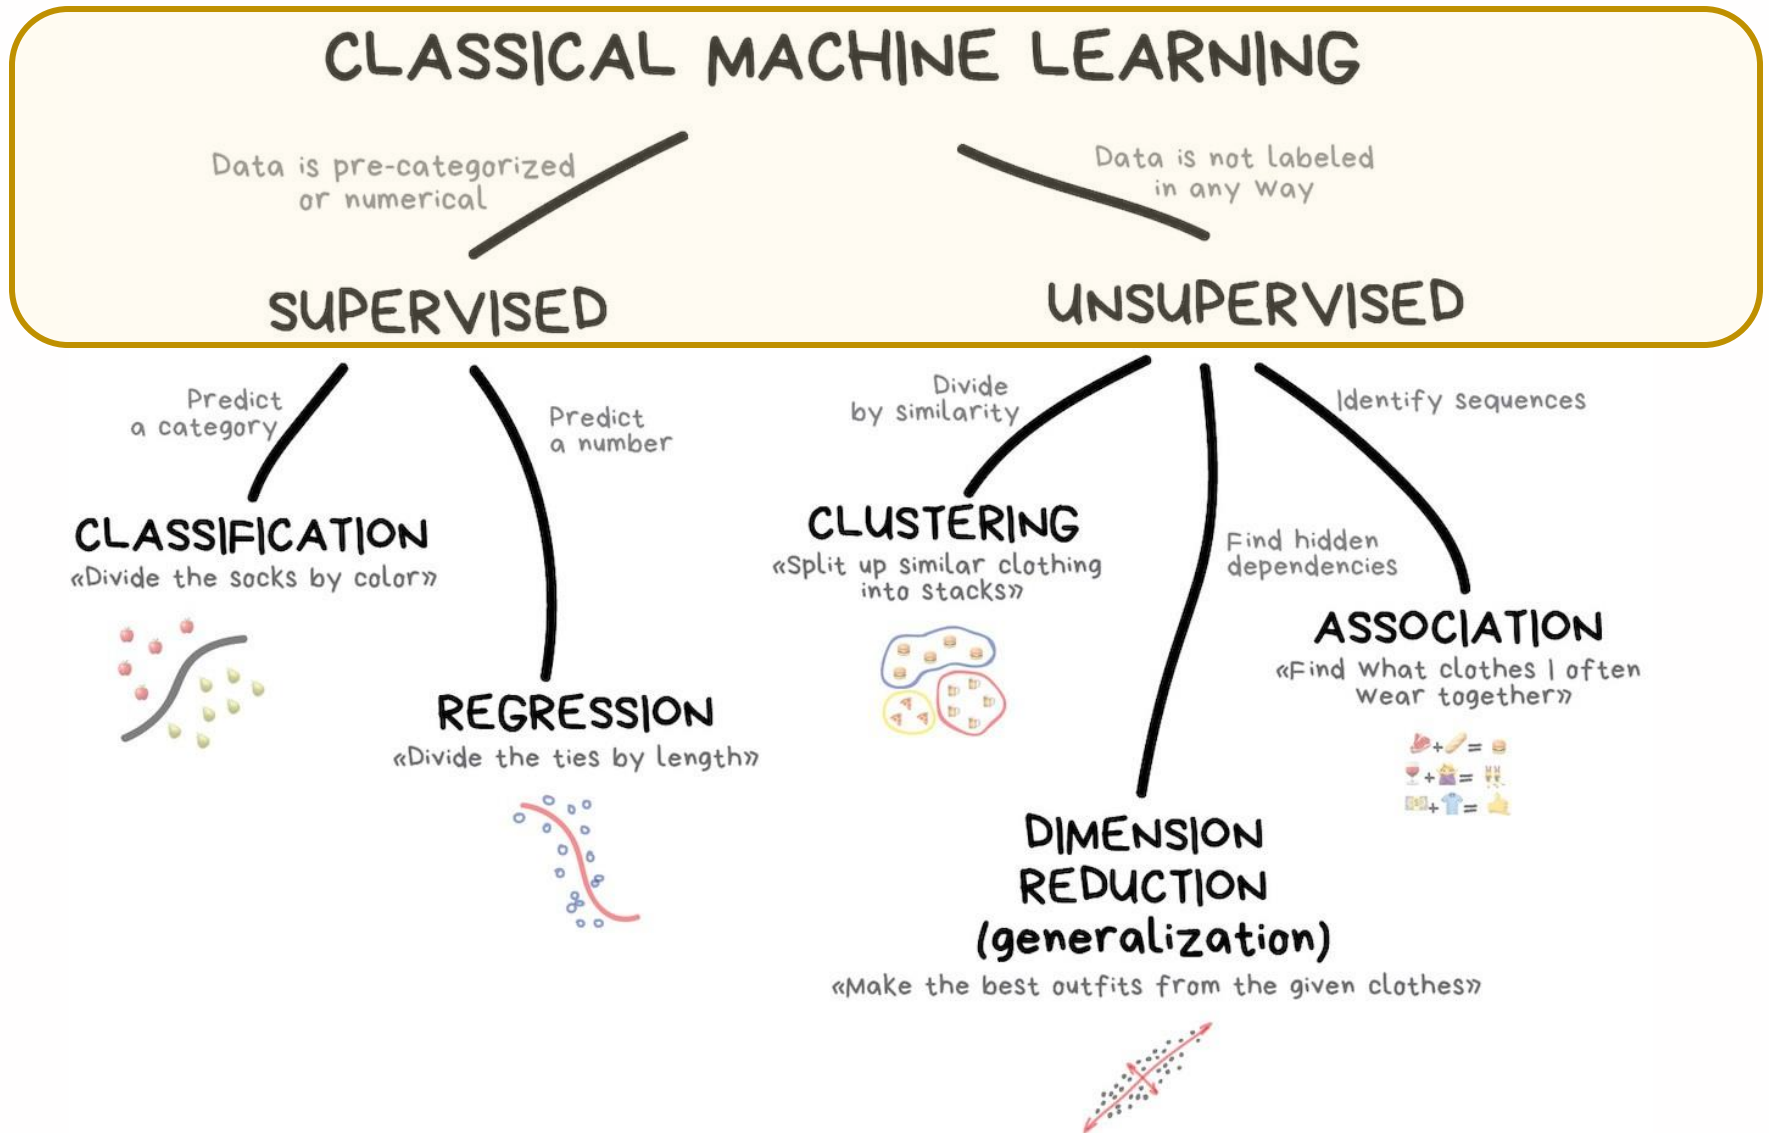 CLASSICAL MACHINE LEARNING
Data is pre-categorized
or numerical
Data is not labeled
in any way
SUPERVISED
UNSUPERVISED
Predict
a category
Predict
a number
Divide
by similarity
Identify sequences
CLASSIFICATION
«Divide the socks by color»
CLUSTERING
«Split up similar clothing
into stacks»
Find hidden
dependencies
ASSOCIATION
«Find what clothes I often
wear together»
REGRESSION
«Divide the ties by length»
+ =
+ =
+ =
DIMENSION
REDUCTION
(generalization)
«Make the best outfits from the given clothes»